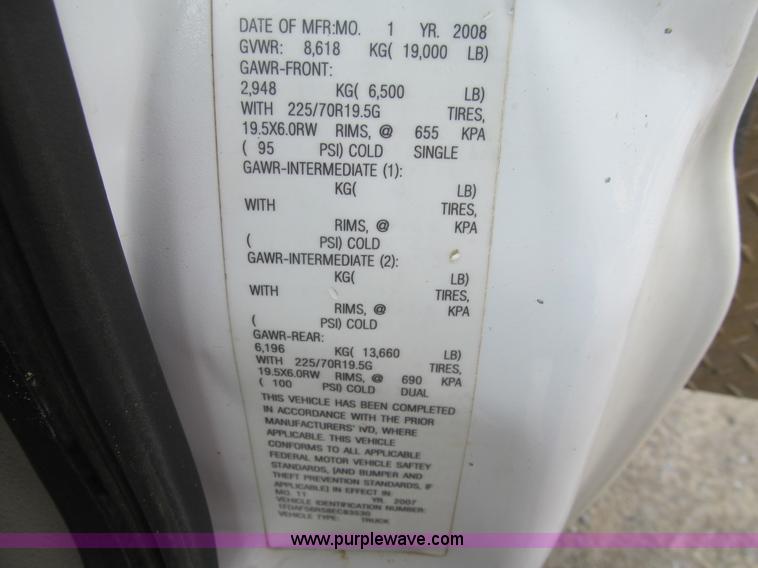 DATE OF MFR:MO. 1 YR. 2008
GVWR: 8,618 KG( 19,000 LB)
GAWR-FRONT:
2,948 KG( 6,500 LB)
WITH 225/70R19.5G TIRES,
19.5X6.0RW RIMS, @ 655 KPA
( 95 PSI) COLD SINGLE
GAWR-INTERMEDIATE (1):
KG( LB)
WITH TIRES,
RIMS, @ KPA
( PSI) COLD
GAWR-INTERMEDIATE (2):
KG( LB)
WITH TIRES,
RIMS, @ KPA
( PSI) COLD
GAWR-REAR:
6,196 KG( 13,660 LB)
WITH 225/70R19.5G TIRES,
19.5X6.0RW RIMS, @ 690 KPA
( 100 PSI) COLD DUAL
THIS VEHICLE HAS BEEN COMPLETED
IN ACCORDANCE WITH THE PRIOR
MANUFACTURERS' IVD, WHERE
APPLICABLE. THIS VEHICLE
CONFORMS TO ALL APPLICABLE
FEDERAL MOTOR VEHICLE SAFTEY
STANDARDS, [AND BUMPER AND
THEFT PREVENTION STANDARDS, IF
APPLICABLE] IN EFFECT IN:
MO. 11 YR. 2007
VEHICLE IDENTIFICATION NUMBER:
1FDAF56R58EC83530
VEHICLE TYPE: TRUCK
www.purplewave.com